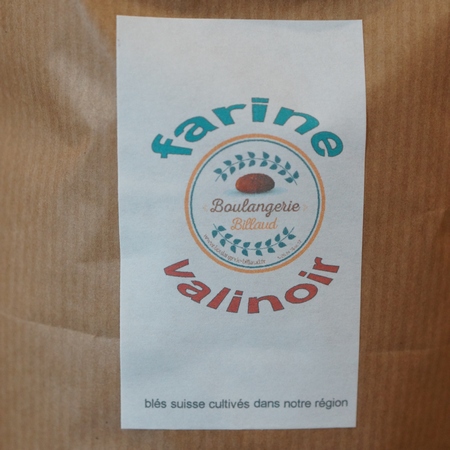 farine
Boulangerie
Billaud
valinoir
blés suisse cultivés dans notre région